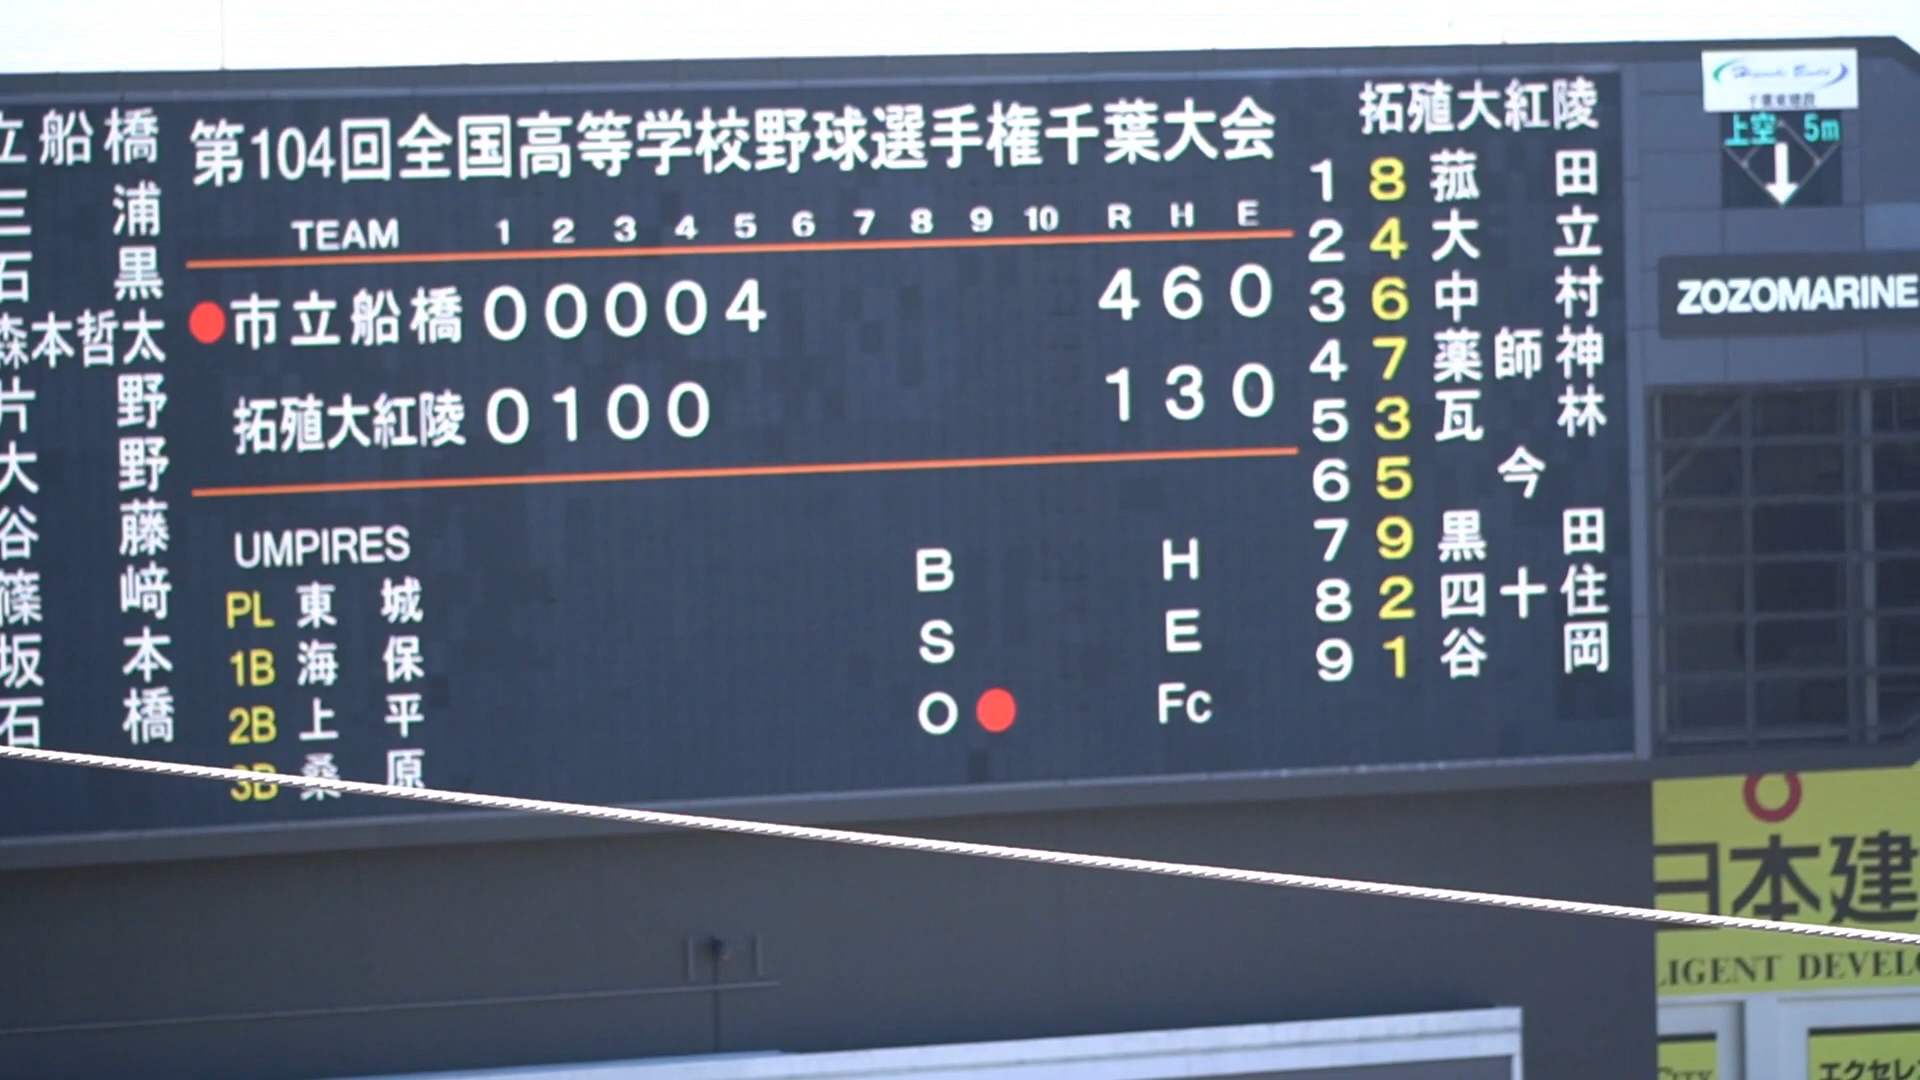 立船橋
三浦
石黒
森本哲太
片野
大野
谷藤
篠﨑
坂本
石橋
第104回全国高等学校野球選手権千葉大会
TEAM 1 2 3 4 5 6 7 8 9 10 R H E
市立船橋 0 0 0 0 4 4 6 0
拓殖大紅陵 0 1 0 0 1 3 0
UMPIRES
PL 東城
1B 海保
2B 上平
3B 桑原
B
S
O
H
E
Fc
拓殖大紅陵
1 8 菰田
2 4 大立
3 6 中村
4 7 薬師神
5 3 瓦林
6 5 今
7 9 黒田
8 2 四十住
9 1 谷岡
上空 5m
ZOZOMARINE
日本建
LIGENT DEVELO
CITY
エクセレ